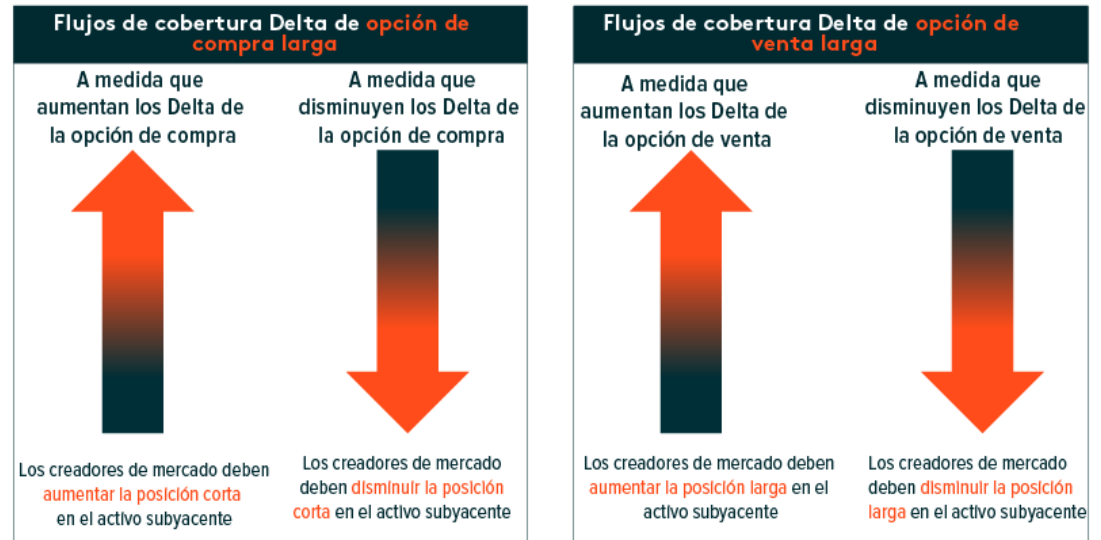 Flujos de cobertura Delta de opción de
compra larga
A medida que
aumentan los Delta de
la opción de compra
A medida que
disminuyen los Delta de
la opción de compra
Los creadores de mercado deben
aumentar la posición corta
en el activo subyacente
Los creadores de mercado
deben disminuir la posición
corta en el activo subyacente
Flujos de cobertura Delta de opción de
venta larga
A medida que
aumentan los Delta de
la opción de venta
A medida que
disminuyen los Delta de
la opción de venta
Los creadores de mercado deben
aumentar la posición larga en el
activo subyacente
Los creadores de mercado
deben disminuir la posición
larga en el activo subyacente